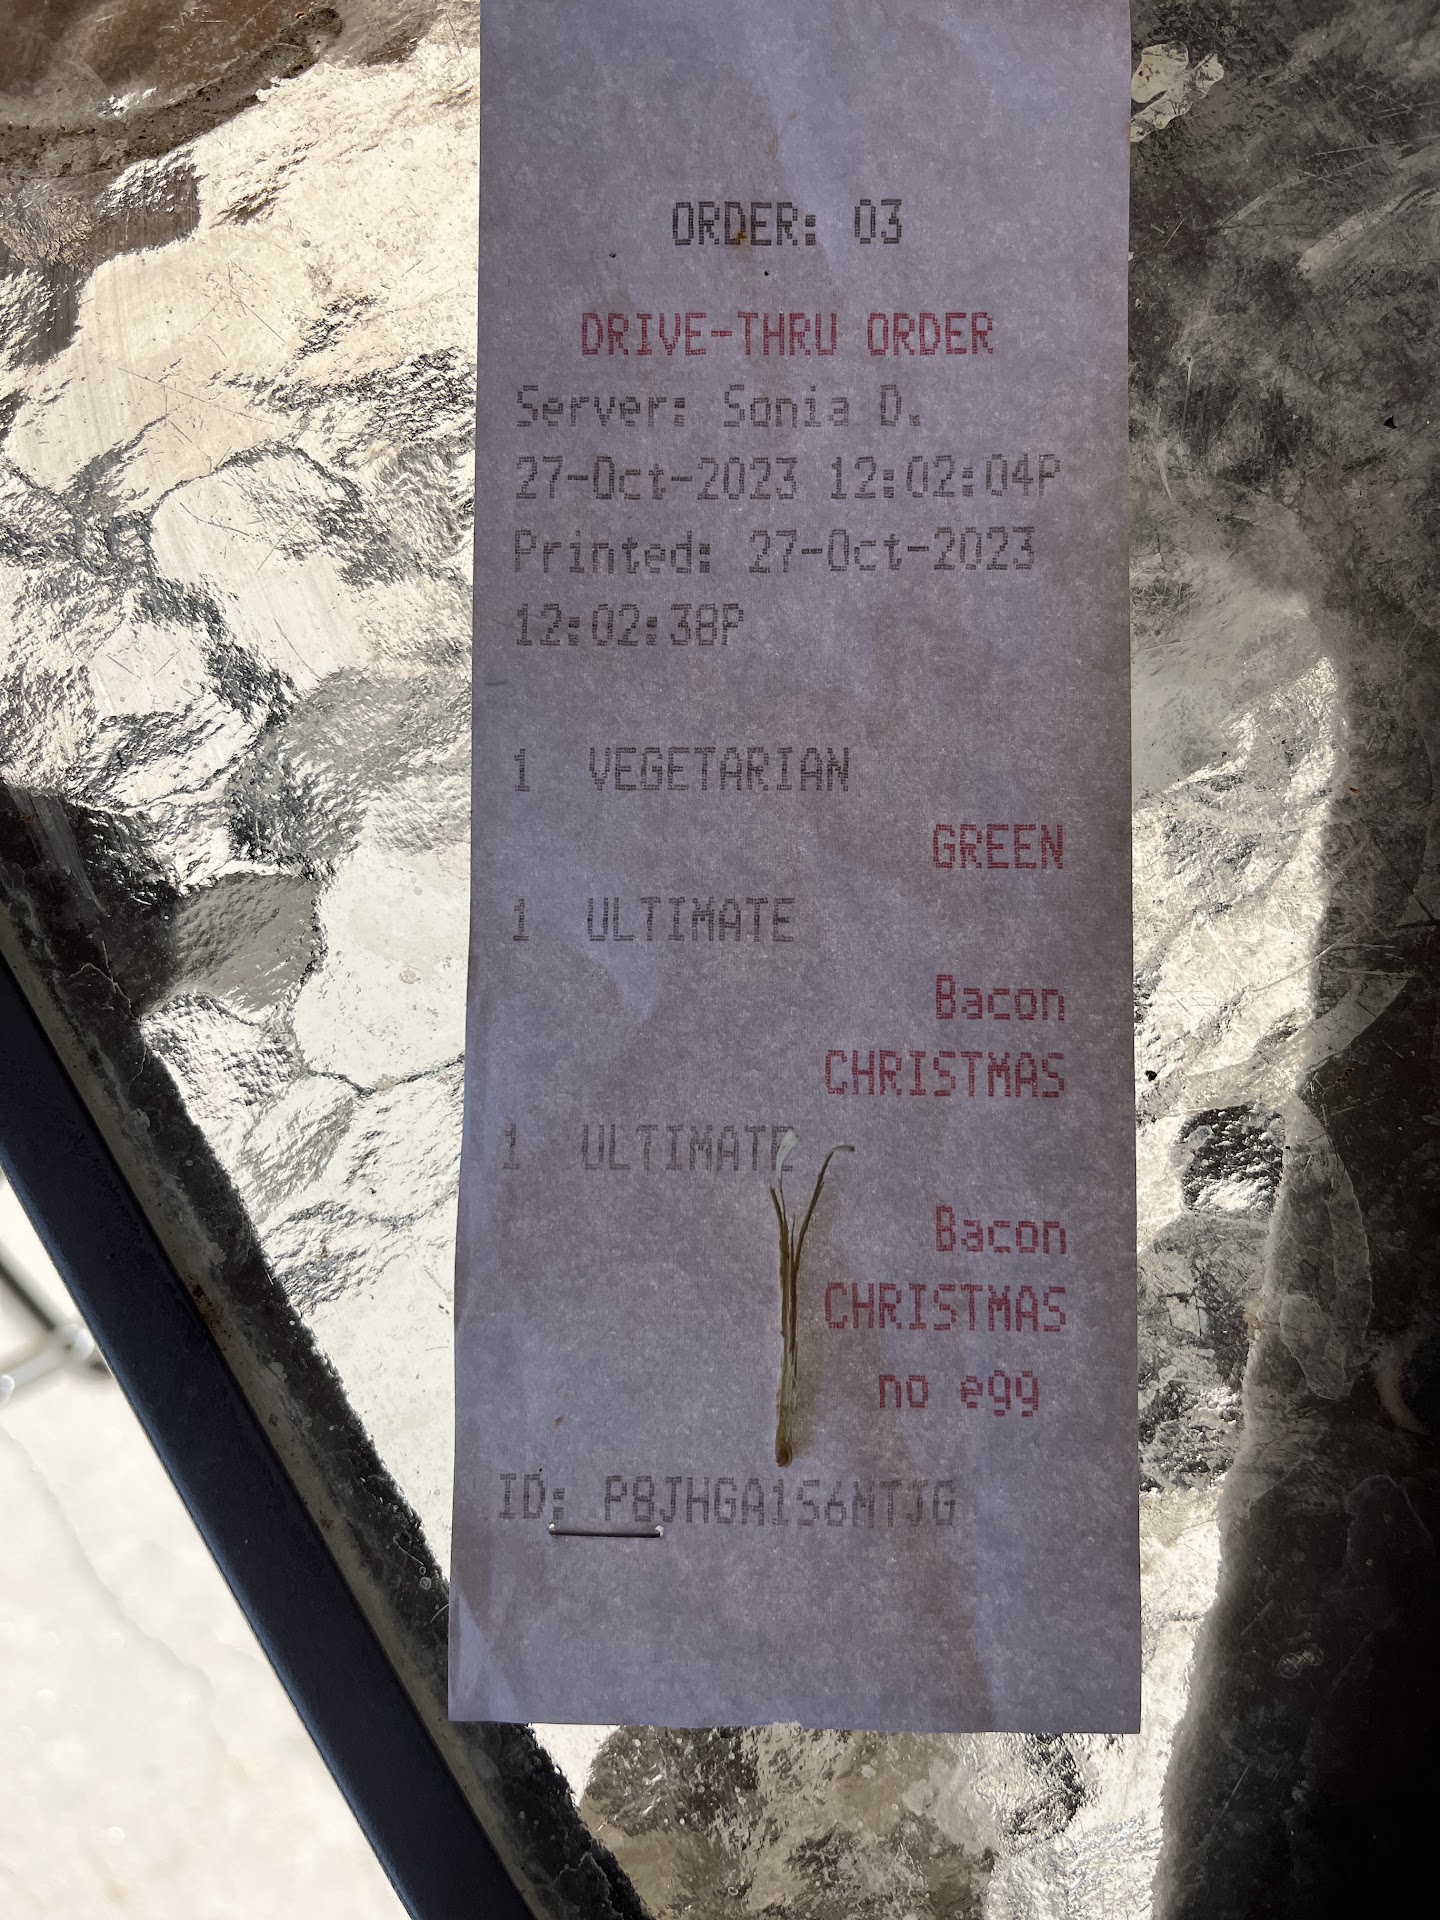 ORDER: 03
DRIVE-THRU ORDER
Server: Sonia D.
27-Oct-2023 12:02:04P
Printed: 27-Oct-2023
12:02:38P
1 VEGETARIAN
GREEN
1 ULTIMATE
Bacon
CHRISTMAS
1 ULTIMATE
Bacon
CHRISTMAS
no egg
ID: P8JHGA1S6MTJG